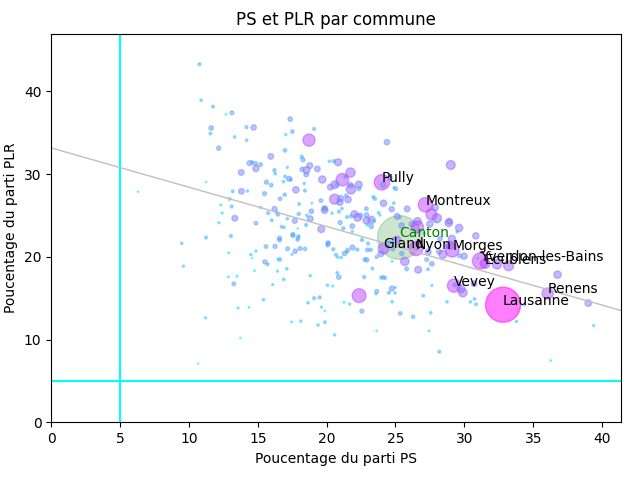 PS et PLR par commune
Poucentage du parti PLR
40
30
20
10
0
Pully
Montreux
Canton
Gland
Nyon
Morges
Yverdon-les-Bains
Ecublens
Vevey
Renens
Lausanne
0 5 10 15 20 25 30 35 40
Poucentage du parti PS